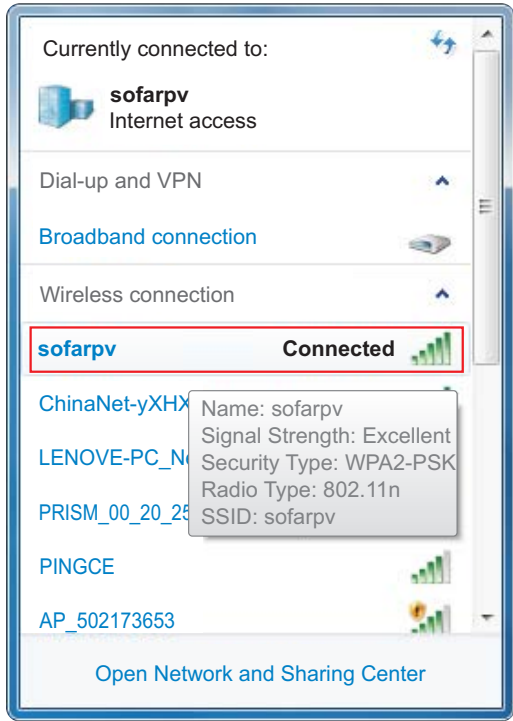 Currently connected to:
sofarpv
Internet access
Dial-up and VPN
Broadband connection
Wireless connection
sofarpv Connected
ChinaNet-yXHX
Name: sofarpv
Signal Strength: Excellent
LENOVE-PC_Ne
Security Type: WPA2-PSK
Radio Type: 802.11n
PRISM_00_20_25
SSID: sofarpv
PINGCE
AP_502173653
Open Network and Sharing Center